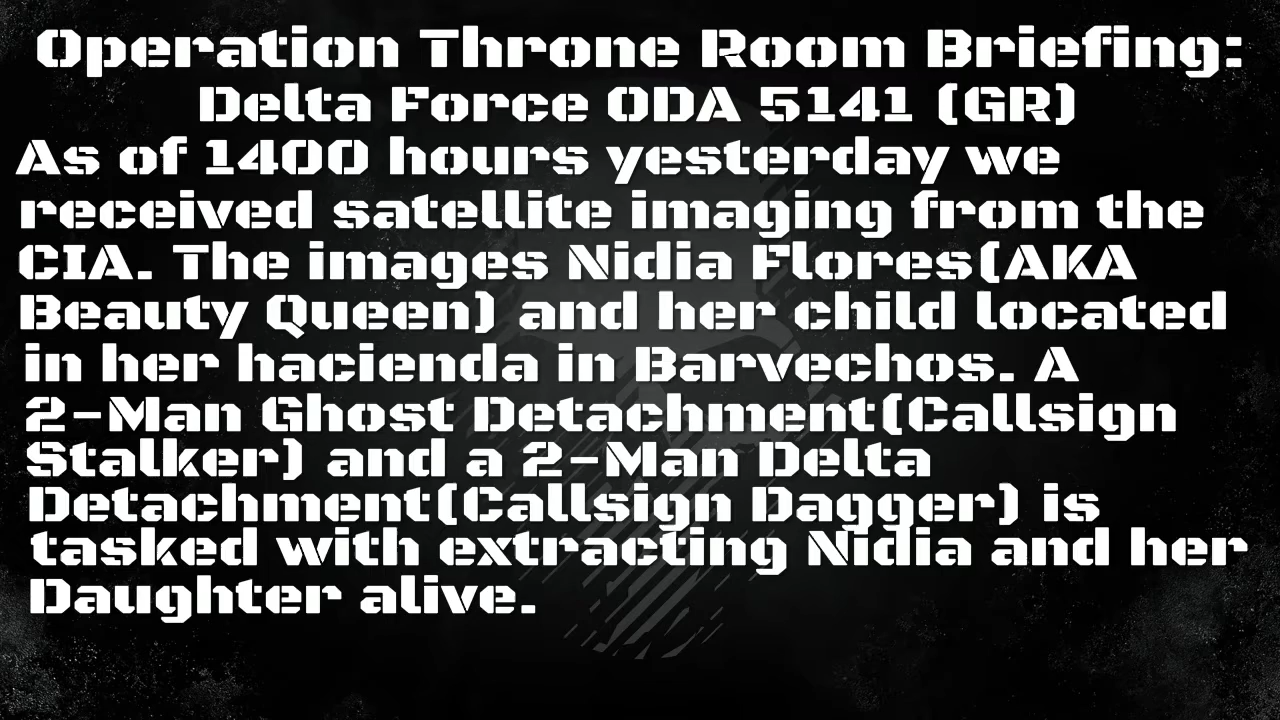 Operation Throne Room Briefing:
Delta Force ODA 5141 (GR)
As of 1400 hours yesterday we
received satellite imaging from the
CIA. The images Nidia Flores(AKA
Beauty Queen) and her child located
in her hacienda in Barvechos. A
2-Man Ghost Detachment(Callsign
Stalker) and a 2-Man Delta
Detachment(Callsign Dagger) is
tasked with extracting Nidia and her
Daughter alive.